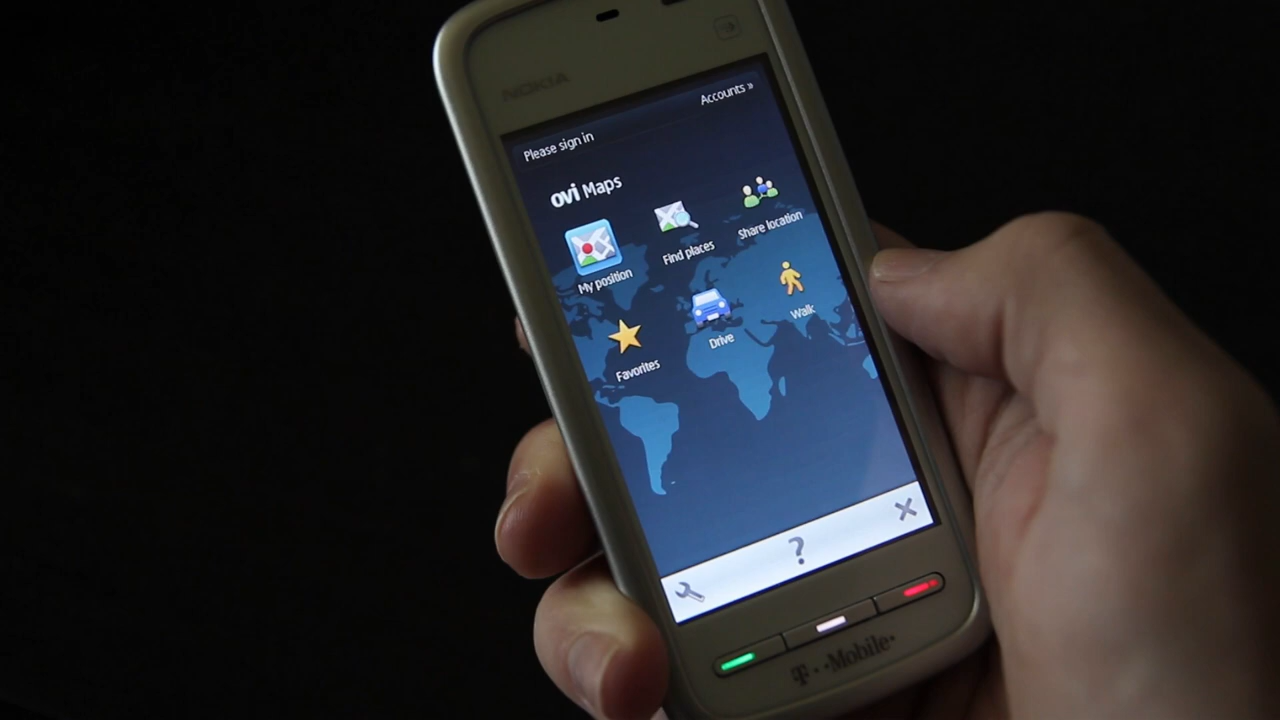 NOKIA
Accounts »
Please sign in
ovi Maps
My position
Find places
Share location
Favorites
Drive
Walk
?
T··Mobile·